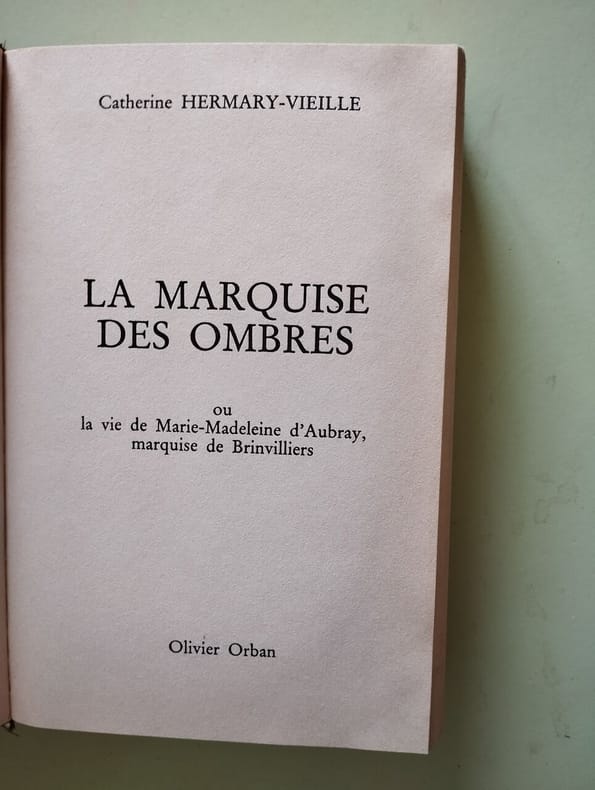 Catherine HERMARY-VIEILLE
LA MARQUISE
DES OMBRES
ou
la vie de Marie-Madeleine d'Aubray,
marquise de Brinvilliers
Olivier Orban